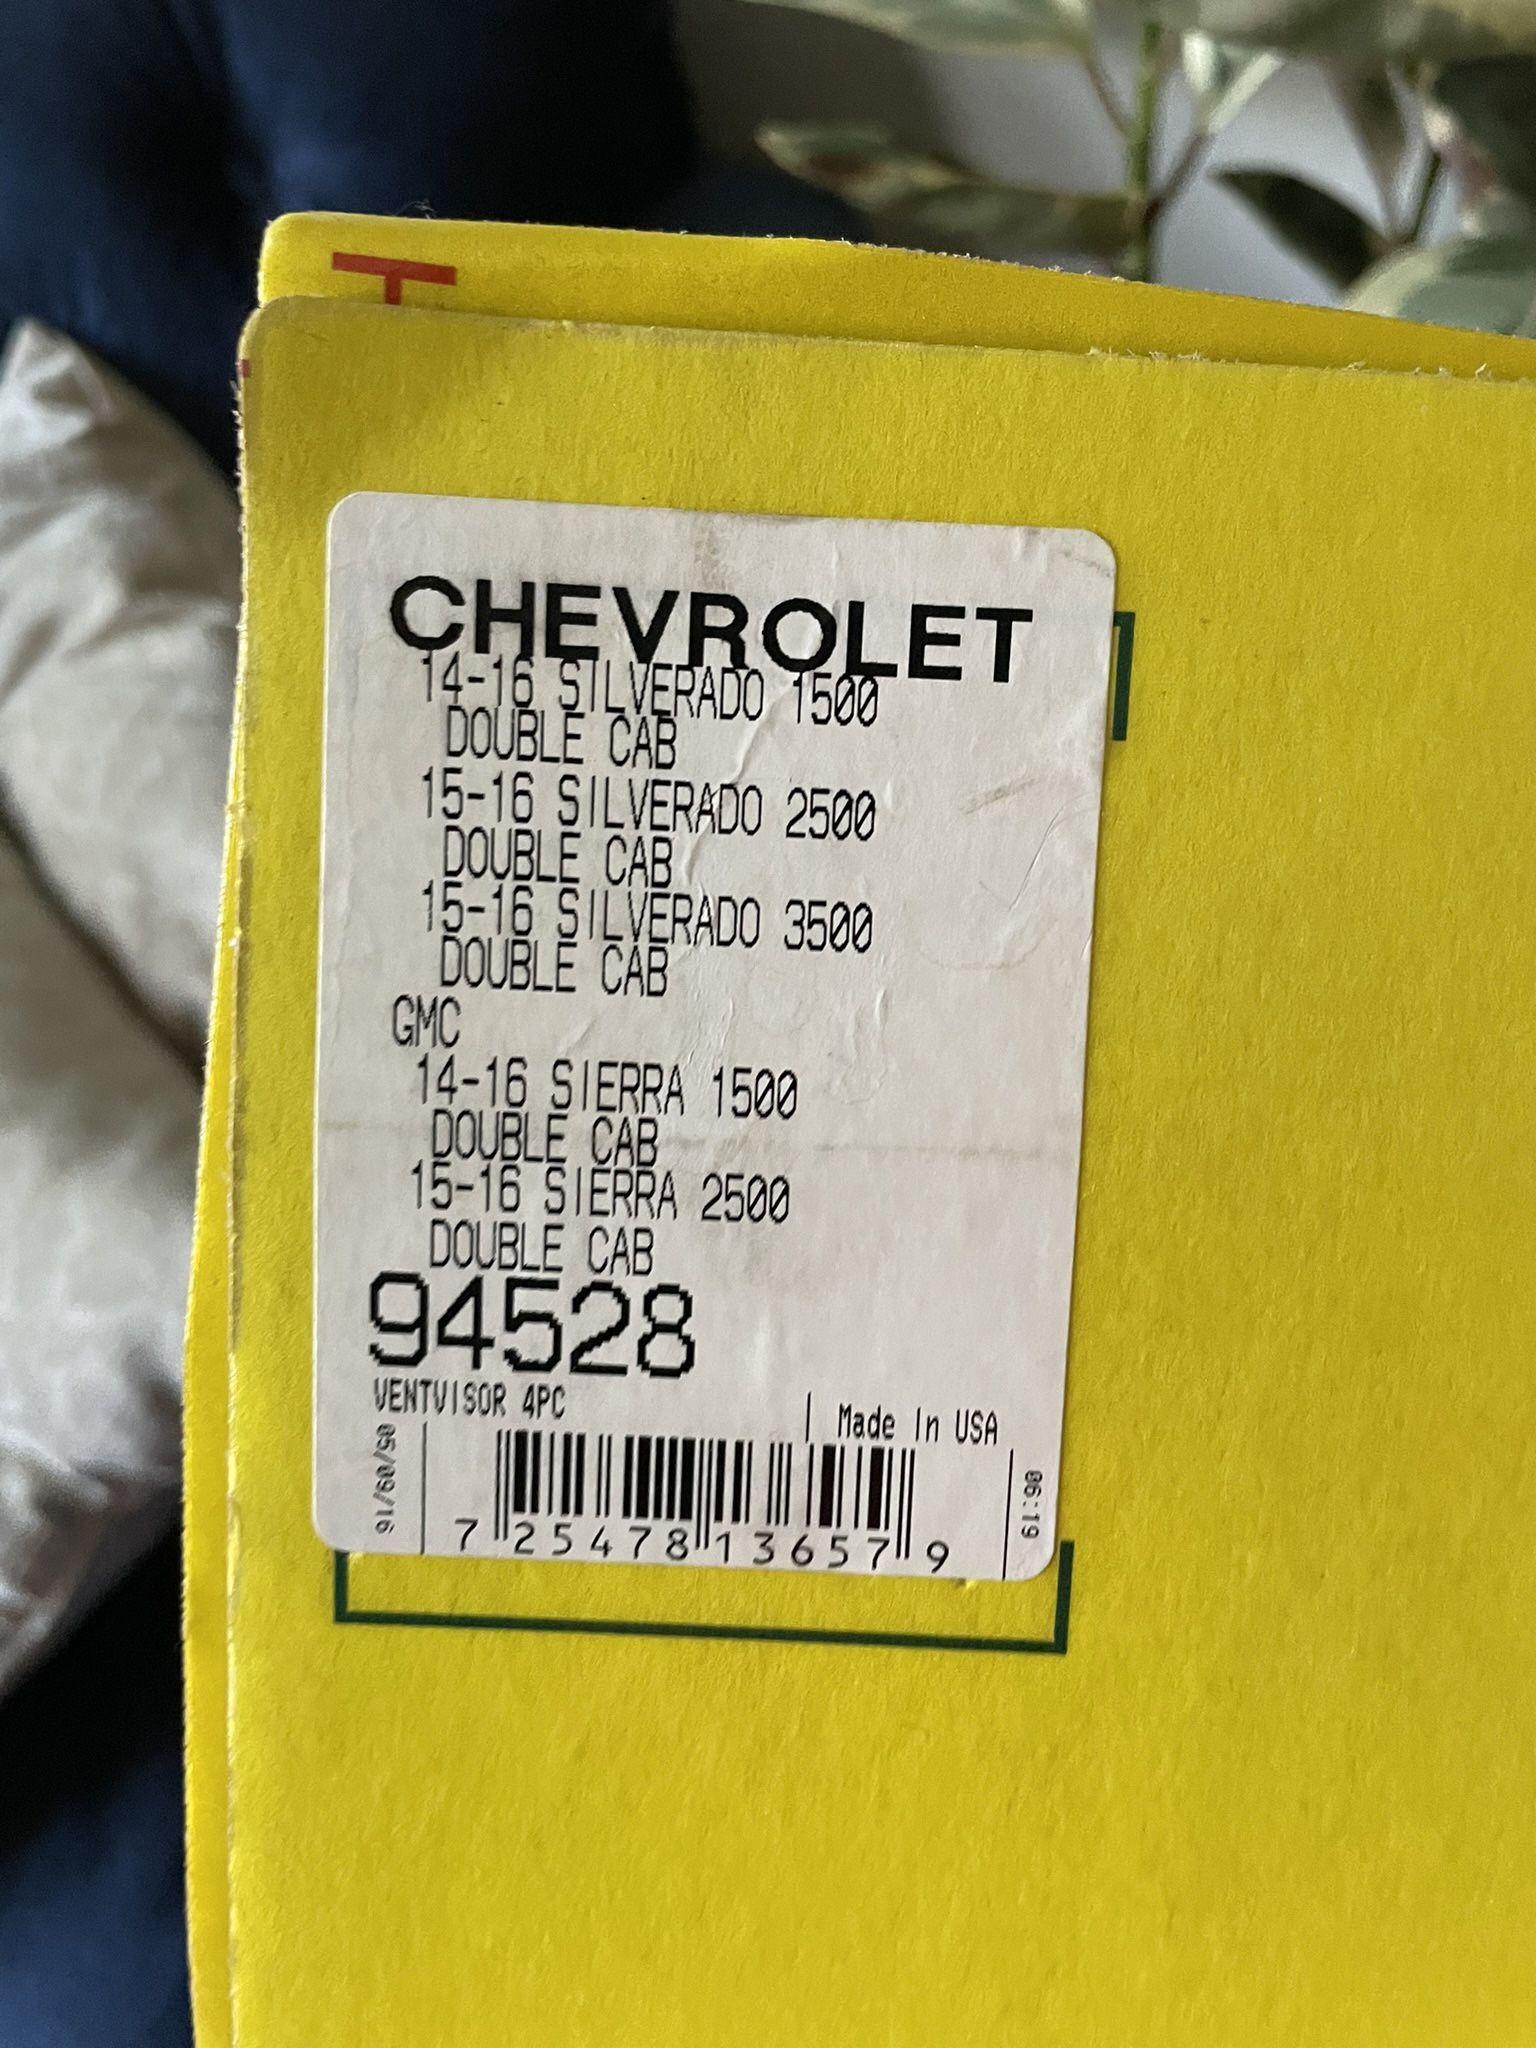 T
CHEVROLET
14-16 SILVERADO 1500
DOUBLE CAB
15-16 SILVERADO 2500
DOUBLE CAB
15-16 SILVERADO 3500
DOUBLE CAB
GMC
14-16 SIERRA 1500
DOUBLE CAB
15-16 SIERRA 2500
DOUBLE CAB
94528
VENTVISOR 4PC
Made In USA
05/09/16
7 25478 13657 9
06:19